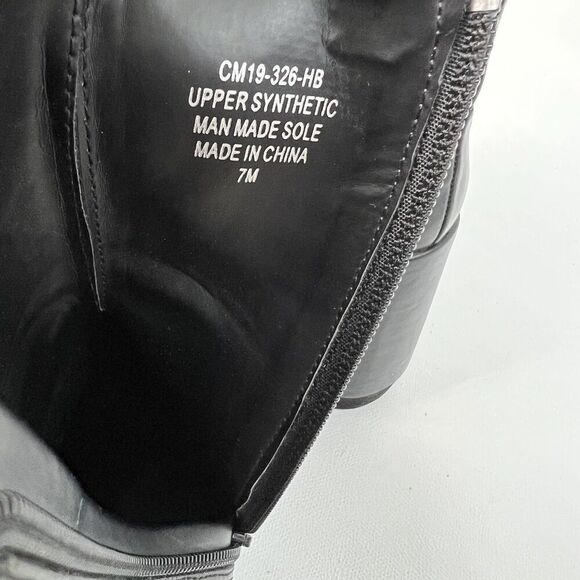 CM19-326-HB
UPPER SYNTHETIC
MAN MADE SOLE
MADE IN CHINA
7M